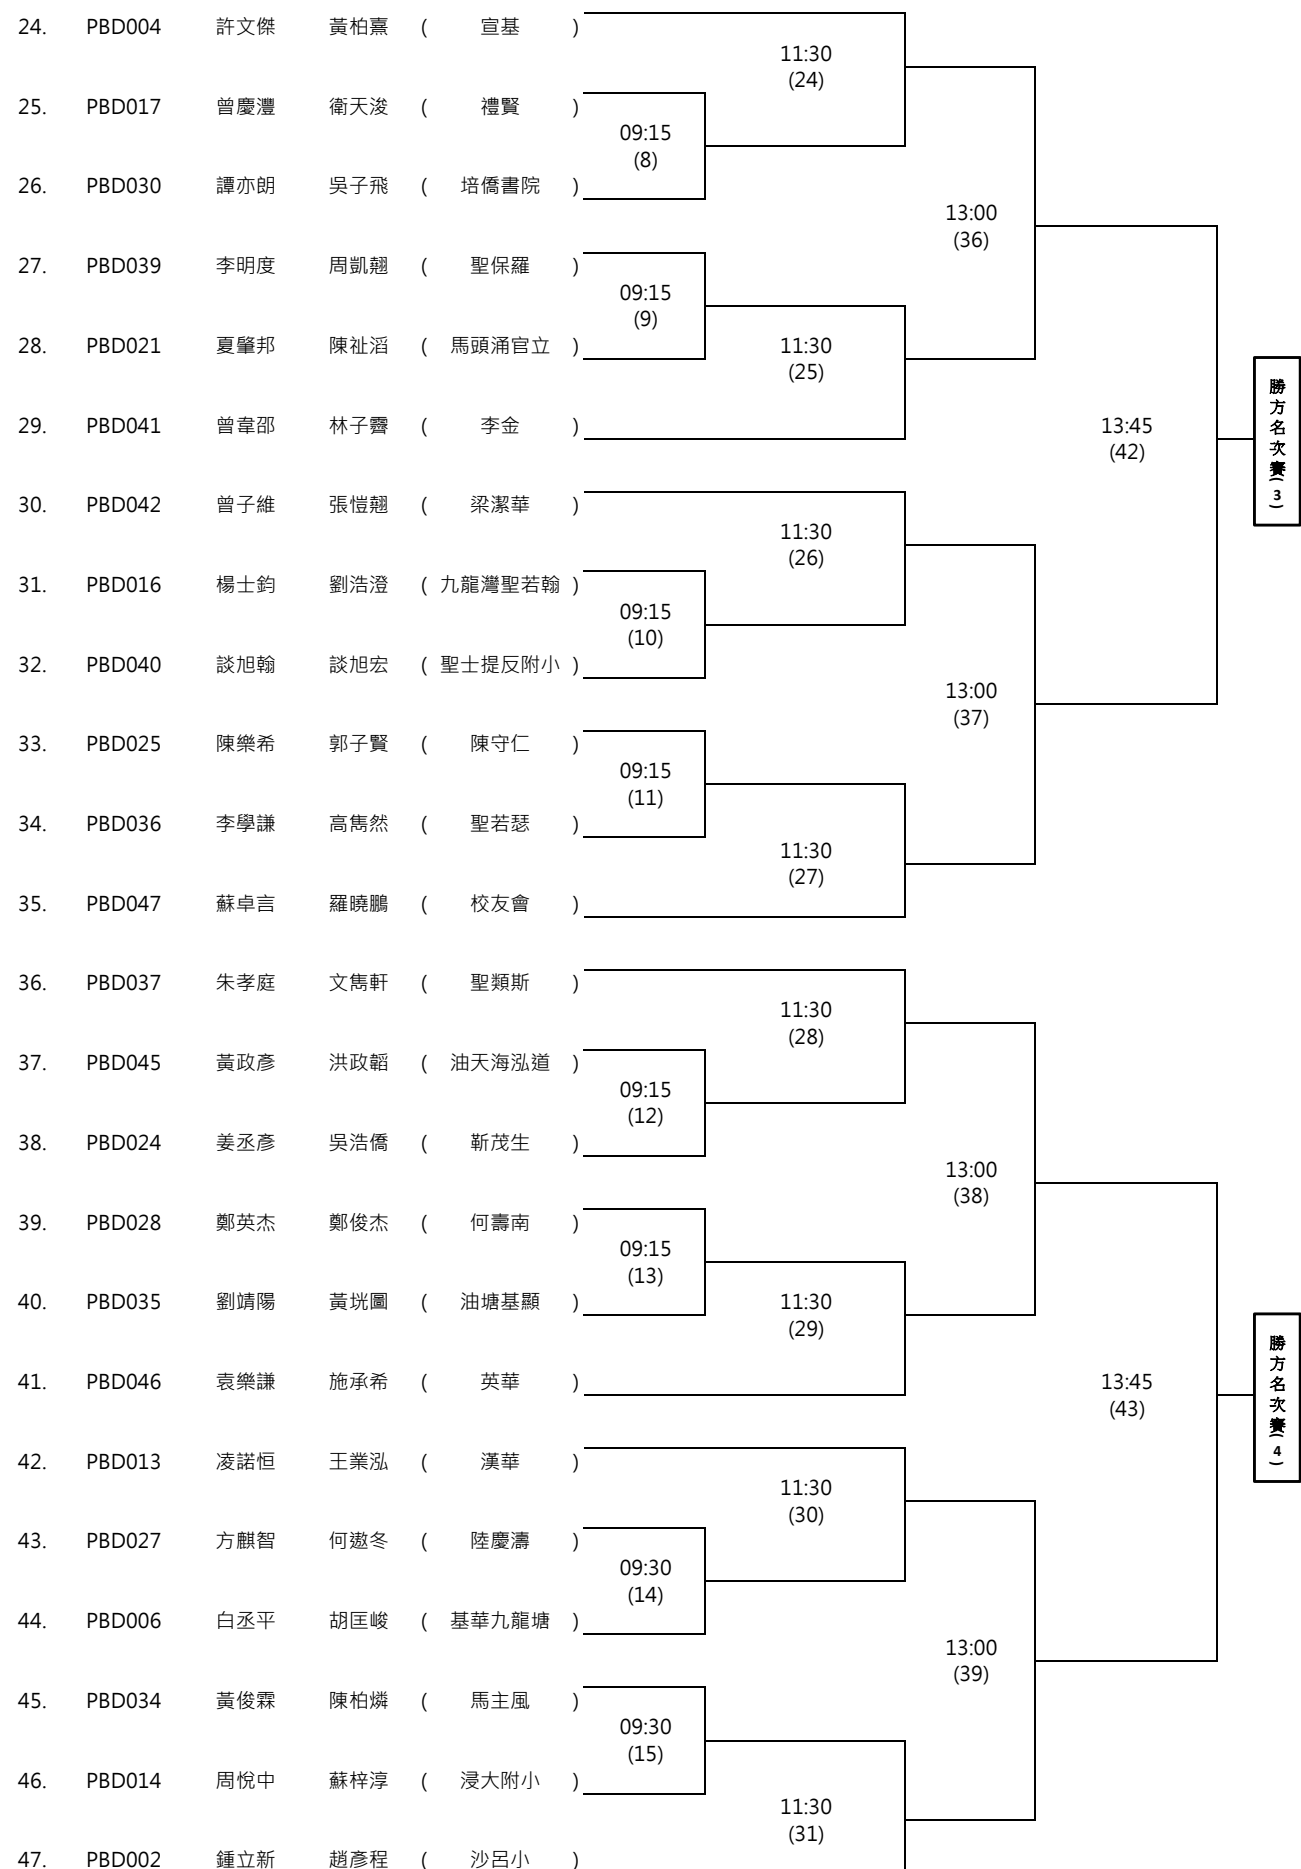 24. PBD004 許文傑 黃柏熹 ( 宣基 )
11:30
(24)
25. PBD017 曾慶灃 衛天浚 ( 禮賢 )
09:15
(8)
26. PBD030 譚亦朗 吳子飛 ( 培僑書院 )
13:00
(36)
27. PBD039 李明度 周凱翹 ( 聖保羅 )
09:15
(9)
28. PBD021 夏肇邦 陳祉滔 ( 馬頭涌官立 )
11:30
(25)
29. PBD041 曾韋邵 林子霽 ( 李金 )
13:45
(42)
勝方名次賽(3)
30. PBD042 曾子維 張愷翹 ( 梁潔華 )
11:30
(26)
31. PBD016 楊士鈞 劉浩澄 ( 九龍灣聖若翰 )
09:15
(10)
32. PBD040 談旭翰 談旭宏 ( 聖士提反附小 )
13:00
(37)
33. PBD025 陳樂希 郭子賢 ( 陳守仁 )
09:15
(11)
34. PBD036 李學謙 高雋然 ( 聖若瑟 )
11:30
(27)
35. PBD047 蘇卓言 羅曉鵬 ( 校友會 )
36. PBD037 朱孝庭 文雋軒 ( 聖類斯 )
11:30
(28)
37. PBD045 黃政彥 洪政韜 ( 油天海泓道 )
09:15
(12)
38. PBD024 姜丞彥 吳浩僑 ( 靳茂生 )
13:00
(38)
39. PBD028 鄭英杰 鄭俊杰 ( 何壽南 )
09:15
(13)
40. PBD035 劉靖陽 黃垙圖 ( 油塘基顯 )
11:30
(29)
41. PBD046 袁樂謙 施承希 ( 英華 )
13:45
(43)
勝方名次賽(4)
42. PBD013 凌諾恒 王業泓 ( 漢華 )
11:30
(30)
43. PBD027 方麒智 何遨冬 ( 陸慶濤 )
09:30
(14)
44. PBD006 白丞平 胡匡峻 ( 基華九龍塘 )
13:00
(39)
45. PBD034 黃俊霖 陳柏燐 ( 馬主風 )
09:30
(15)
46. PBD014 周悅中 蘇梓淳 ( 浸大附小 )
11:30
(31)
47. PBD002 鍾立新 趙彥程 ( 沙呂小 )